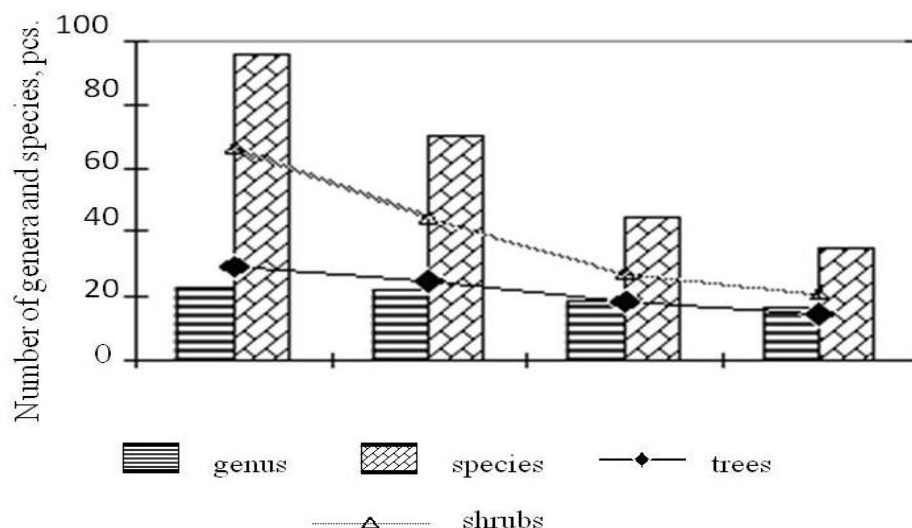 Number of genera and species, pcs.
100
80
60
40
20
0
genus species trees
shrubs